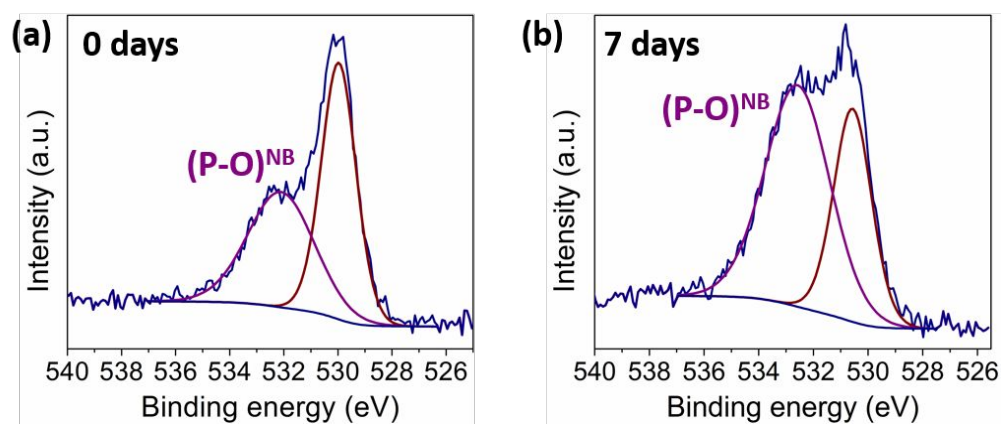 (a) 0 days
(P-O)ᴺᴮ
Intensity (a.u.)
540 538 536 534 532 530 528 526
Binding energy (eV)
(b) 7 days
(P-O)ᴺᴮ
Intensity (a.u.)
540 538 536 534 532 530 528 526
Binding energy (eV)